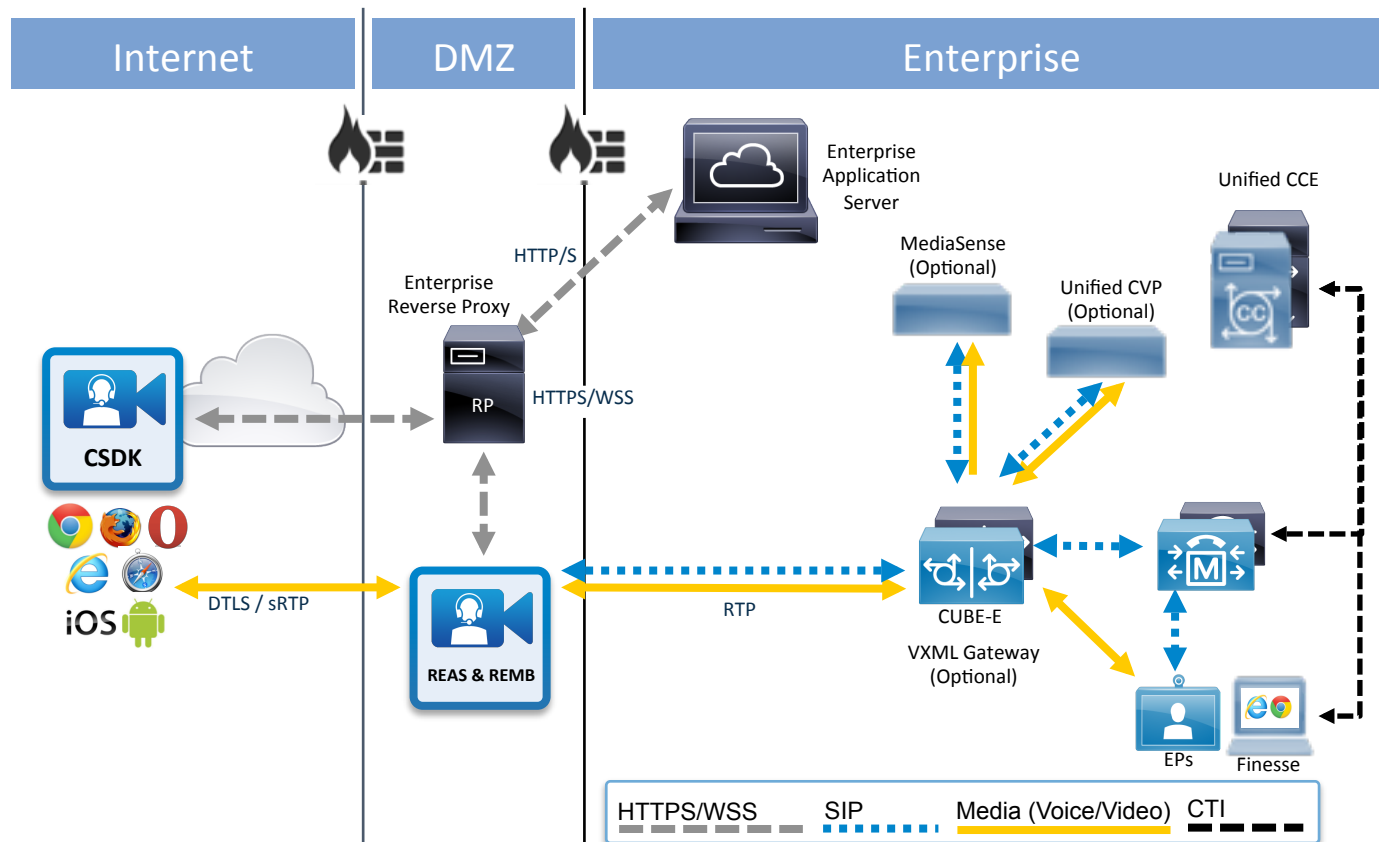 Internet
DMZ
Enterprise
Enterprise
Application
Server
Unified CCE
MediaSense
(Optional)
HTTP/S
Enterprise
Reverse Proxy
Unified CVP
(Optional)
CC
RP
HTTPS/WSS
CSDK
M
DTLS / sRTP
RTP
iOS
CUBE-E
REAS & REMB
VXML Gateway
(Optional)
EPs
Finesse
HTTPS/WSS
SIP
Media (Voice/Video)
CTI